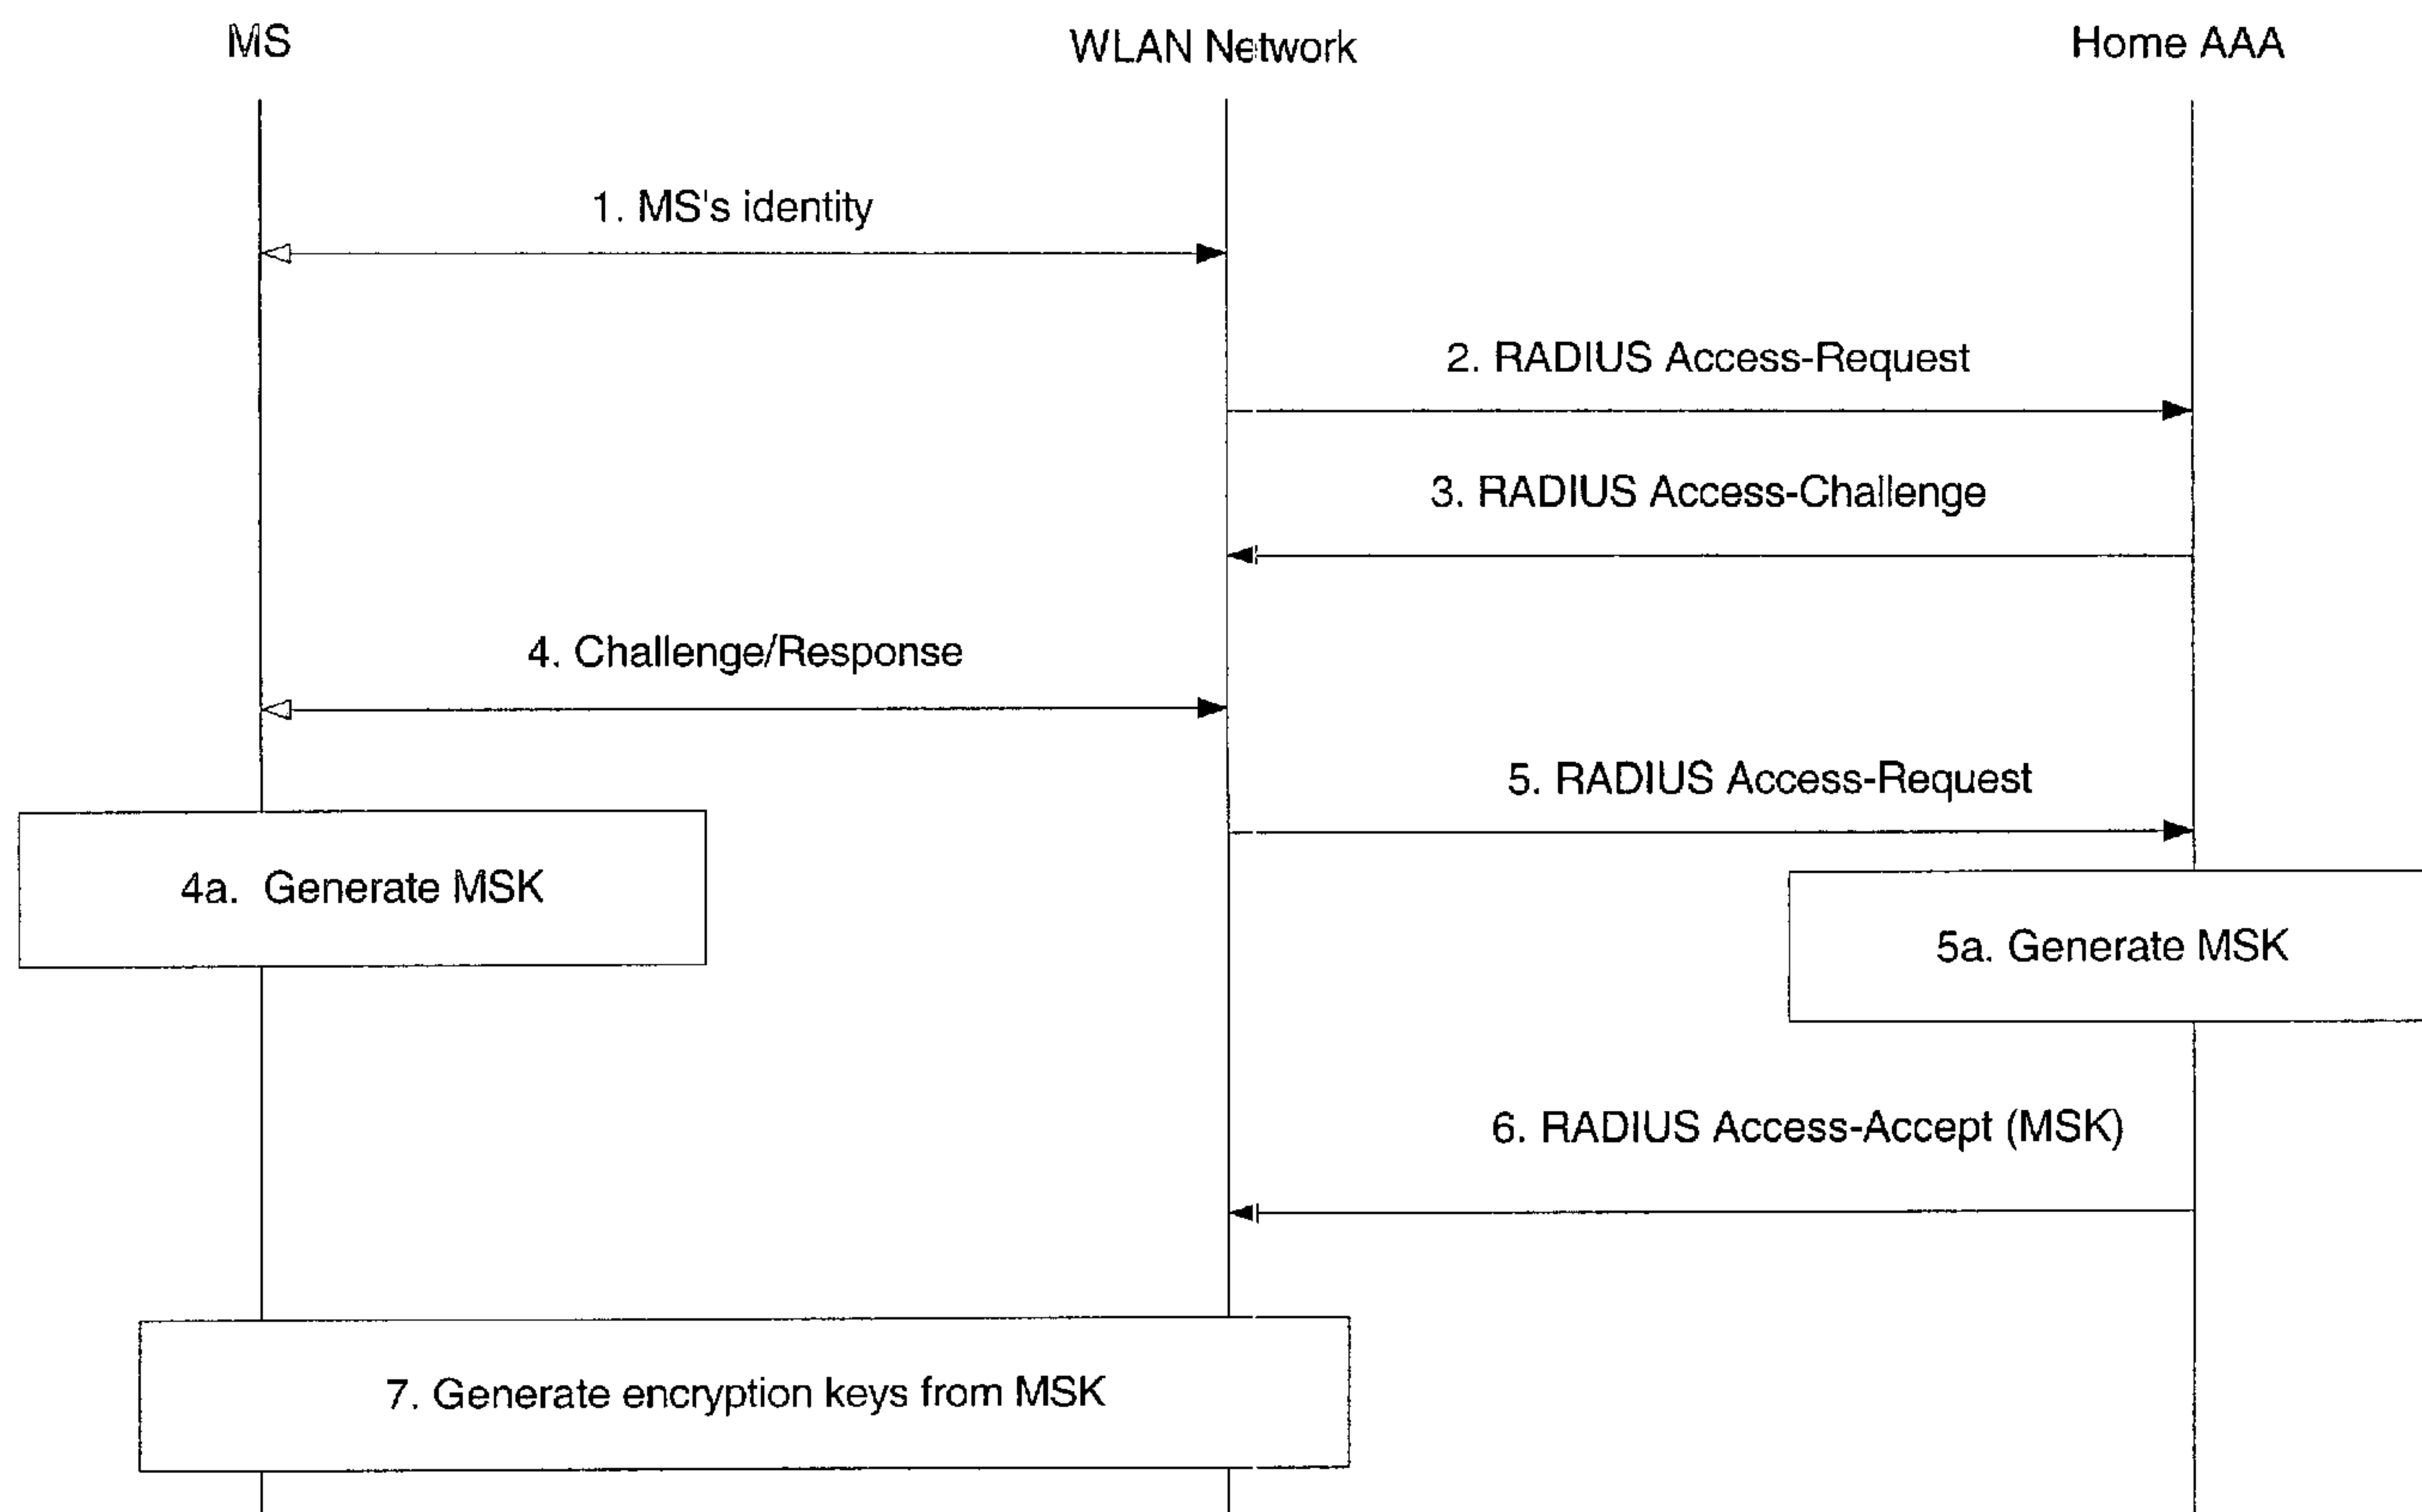 MS
WLAN Network
Home AAA
1. MS's identity
2. RADIUS Access-Request
3. RADIUS Access-Challenge
4. Challenge/Response
5. RADIUS Access-Request
4a. Generate MSK
5a. Generate MSK
6. RADIUS Access-Accept (MSK)
7. Generate encryption keys from MSK